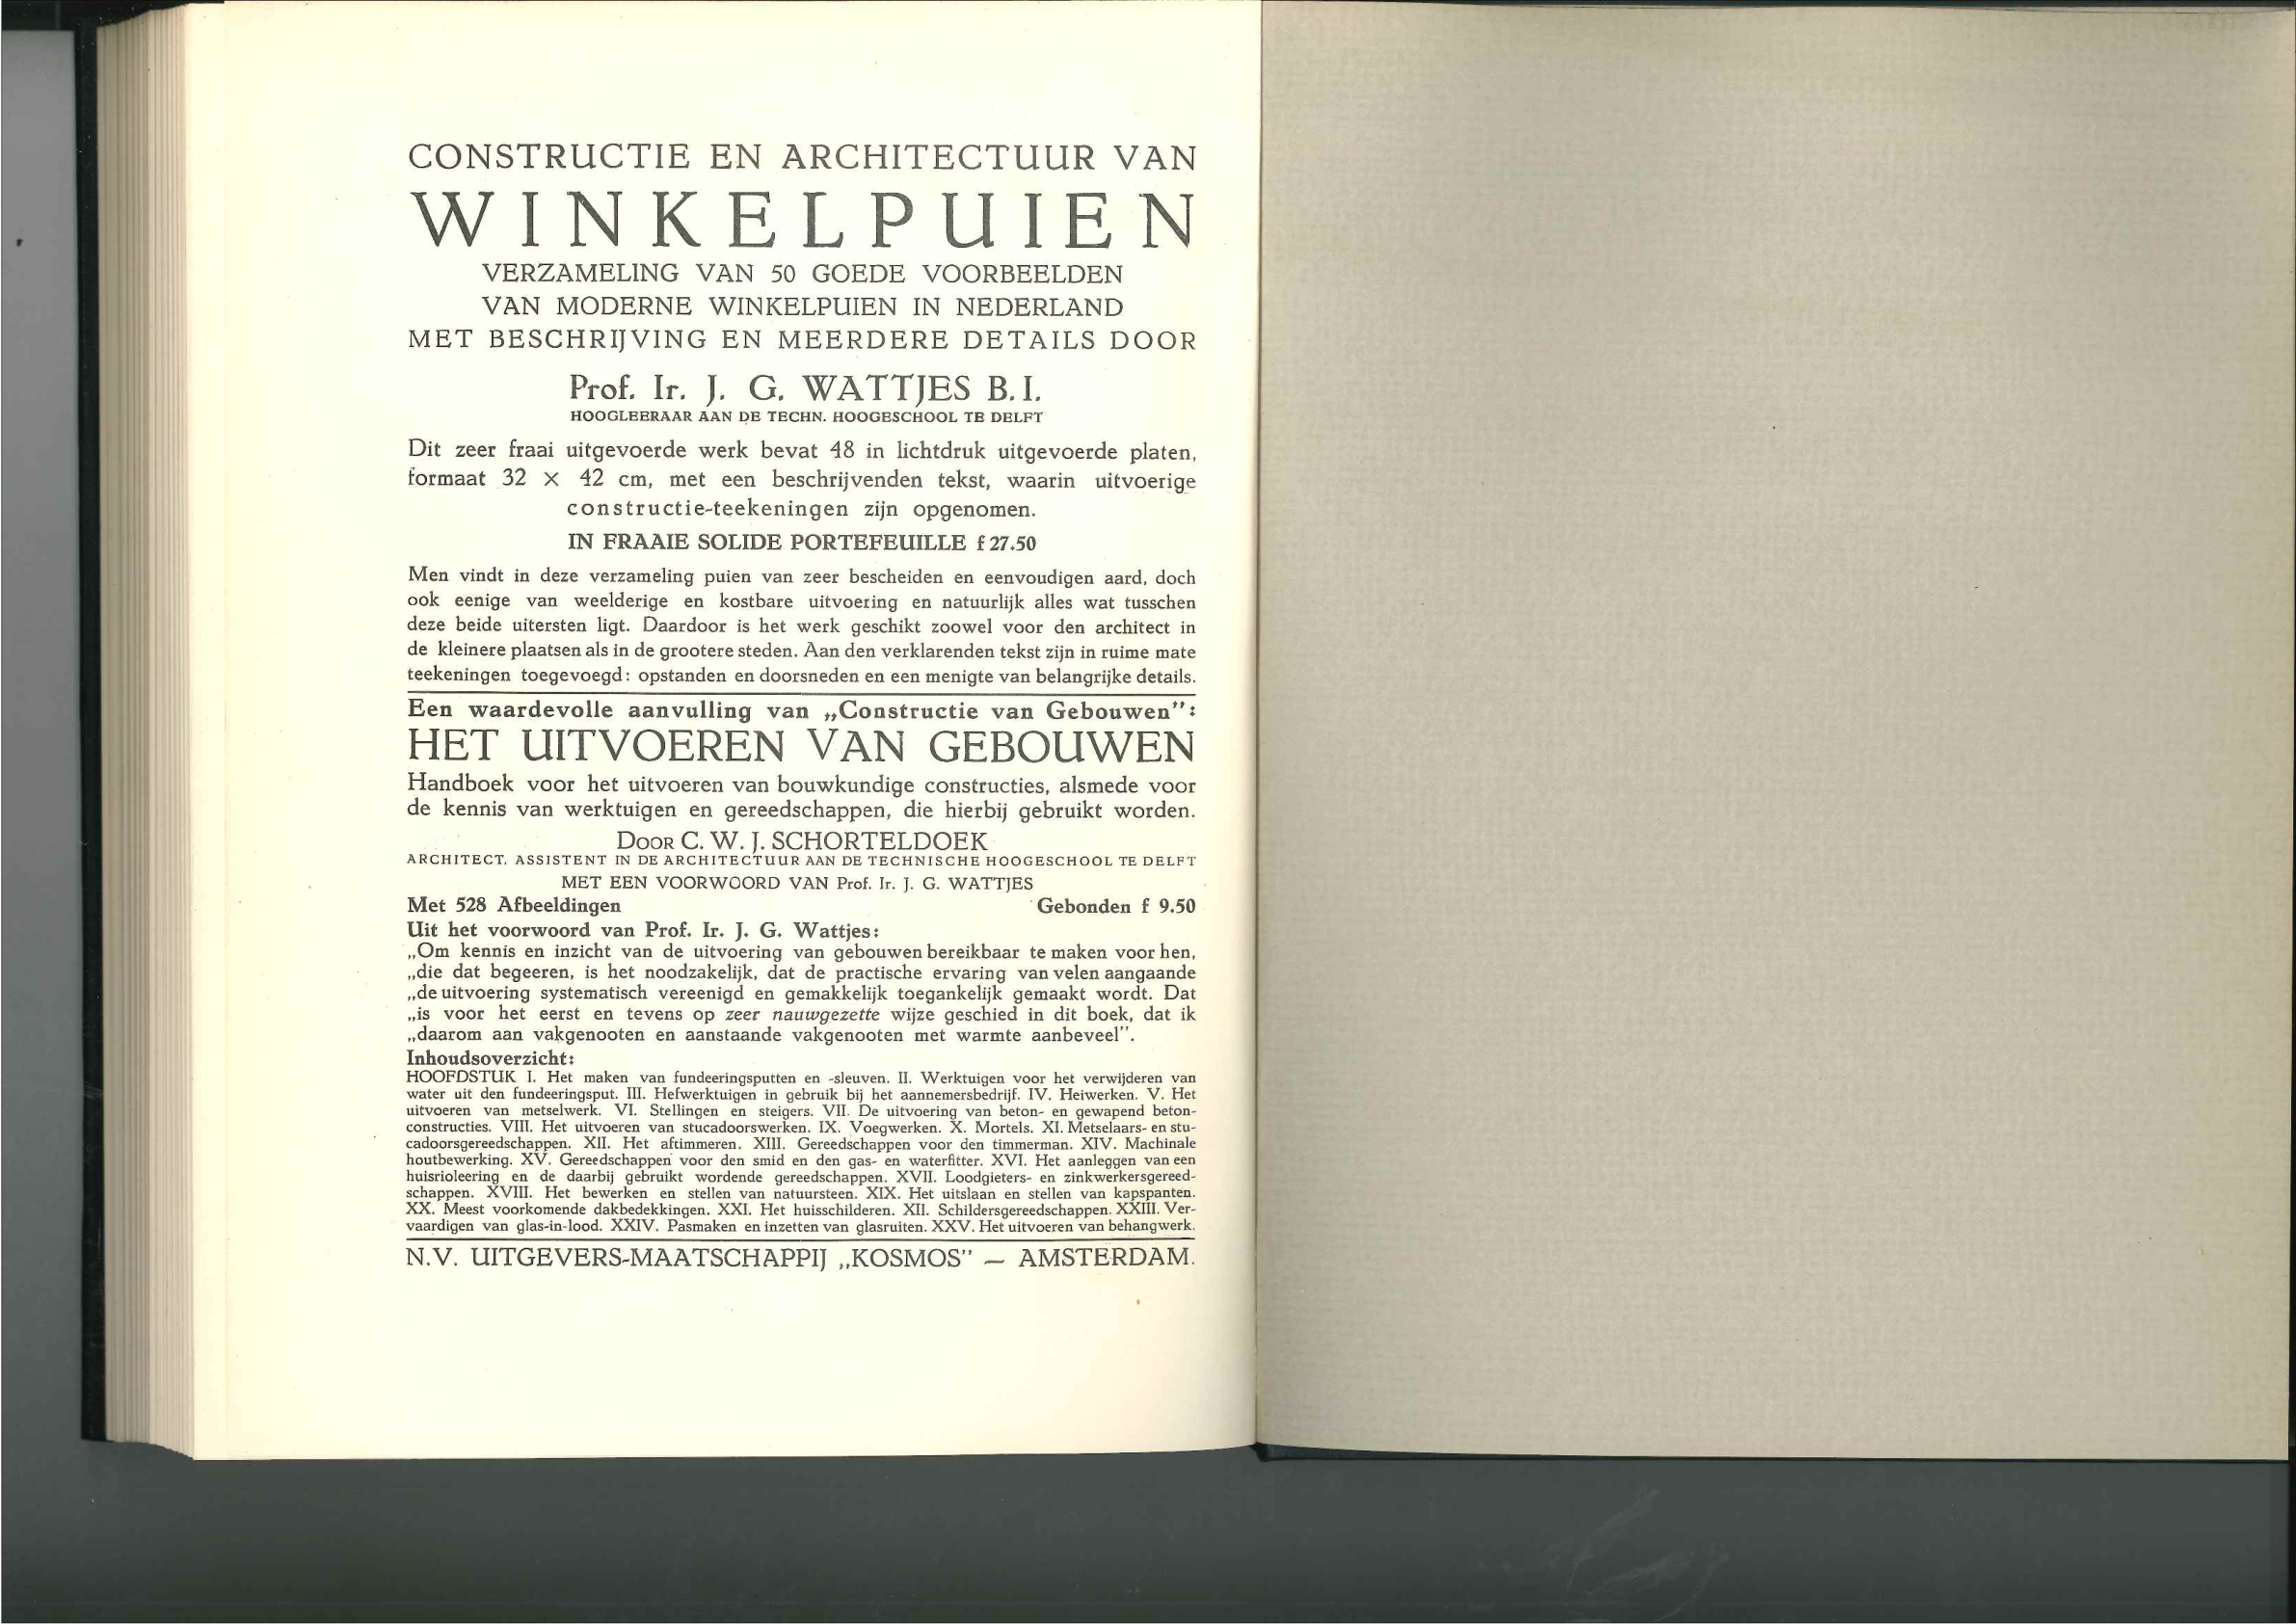 CONSTRUCTIE EN ARCHITECTUUR VAN
WINKELPUIEN
VERZAMELING VAN 50 GOEDE VOORBEELDEN
VAN MODERNE WINKELPUIEN IN NEDERLAND
MET BESCHRIJVING EN MEERDERE DETAILS DOOR
Prof. Ir. J. G. WATTJES B.I.
HOOGLEERAAR AAN DE TECHN. HOOGESCHOOL TE DELFT
Dit zeer fraai uitgevoerde werk bevat 48 in lichtdruk uitgevoerde platen,
formaat 32 × 42 cm, met een beschrijvenden tekst, waarin uitvoerige
constructie-teekeningen zijn opgenomen.
IN FRAAIE SOLIDE PORTEFEUILLE f 27.50
Men vindt in deze verzameling puien van zeer bescheiden en eenvoudigen aard, doch
ook eenige van weelderige en kostbare uitvoering en natuurlijk alles wat tusschen
deze beide uitersten ligt. Daardoor is het werk geschikt zoowel voor den architect in
de kleinere plaatsen als in de grootere steden. Aan den verklarenden tekst zijn in ruime mate
teekeningen toegevoegd: opstanden en doorsneden en een menigte van belangrijke details.
Een waardevolle aanvulling van „Constructie van Gebouwen":
HET UITVOEREN VAN GEBOUWEN
Handboek voor het uitvoeren van bouwkundige constructies, alsmede voor
de kennis van werktuigen en gereedschappen, die hierbij gebruikt worden.
DOOR C. W. J. SCHORTELDOEK
ARCHITECT, ASSISTENT IN DE ARCHITECTUUR AAN DE TECHNISCHE HOOGESCHOOL TE DELFT
MET EEN VOORWOORD VAN Prof. Ir. J. G. WATTJES
Met 528 Afbeeldingen Gebonden f 9.50
Uit het voorwoord van Prof. Ir. J. G. Wattjes:
„Om kennis en inzicht van de uitvoering van gebouwen bereikbaar te maken voor hen,
„die dat begeeren, is het noodzakelijk, dat de practische ervaring van velen aangaande
„de uitvoering systematisch vereenigd en gemakkelijk toegankelijk gemaakt wordt. Dat
„is voor het eerst en tevens op zeer nauwgezette wijze geschied in dit boek, dat ik
„daarom aan vakgenooten en aanstaande vakgenooten met warmte aanbeveel".
Inhoudsoverzicht:
HOOFDSTUK I. Het maken van fundeeringsputten en -sleuven. II. Werktuigen voor het verwijderen van
water uit den fundeeringsput. III. Hefwerktuigen in gebruik bij het aannemersbedrijf. IV. Heiwerken. V. Het
uitvoeren van metselwerk. VI. Stellingen en steigers. VII. De uitvoering van beton- en gewapend beton-
constructies. VIII. Het uitvoeren van stucadoorswerken. IX. Voegwerken. X. Mortels. XI. Metselaars- en stu-
cadoorsgereedschappen. XII. Het aftimmeren. XIII. Gereedschappen voor den timmerman. XIV. Machinale
houtbewerking. XV. Gereedschappen voor den smid en den gas- en waterfitter. XVI. Het aanleggen van een
huisrioleering en de daarbij gebruikt wordende gereedschappen. XVII. Loodgieters- en zinkwerkersgereed-
schappen. XVIII. Het bewerken en stellen van natuursteen. XIX. Het uitslaan en stellen van kapspanten.
XX. Meest voorkomende dakbedekkingen. XXI. Het huisschilderen. XII. Schildersgereedschappen. XXIII. Ver-
vaardigen van glas-in-lood. XXIV. Pasmaken en inzetten van glasruiten. XXV. Het uitvoeren van behangwerk.
N.V. UITGEVERS-MAATSCHAPPIJ „KOSMOS" — AMSTERDAM.